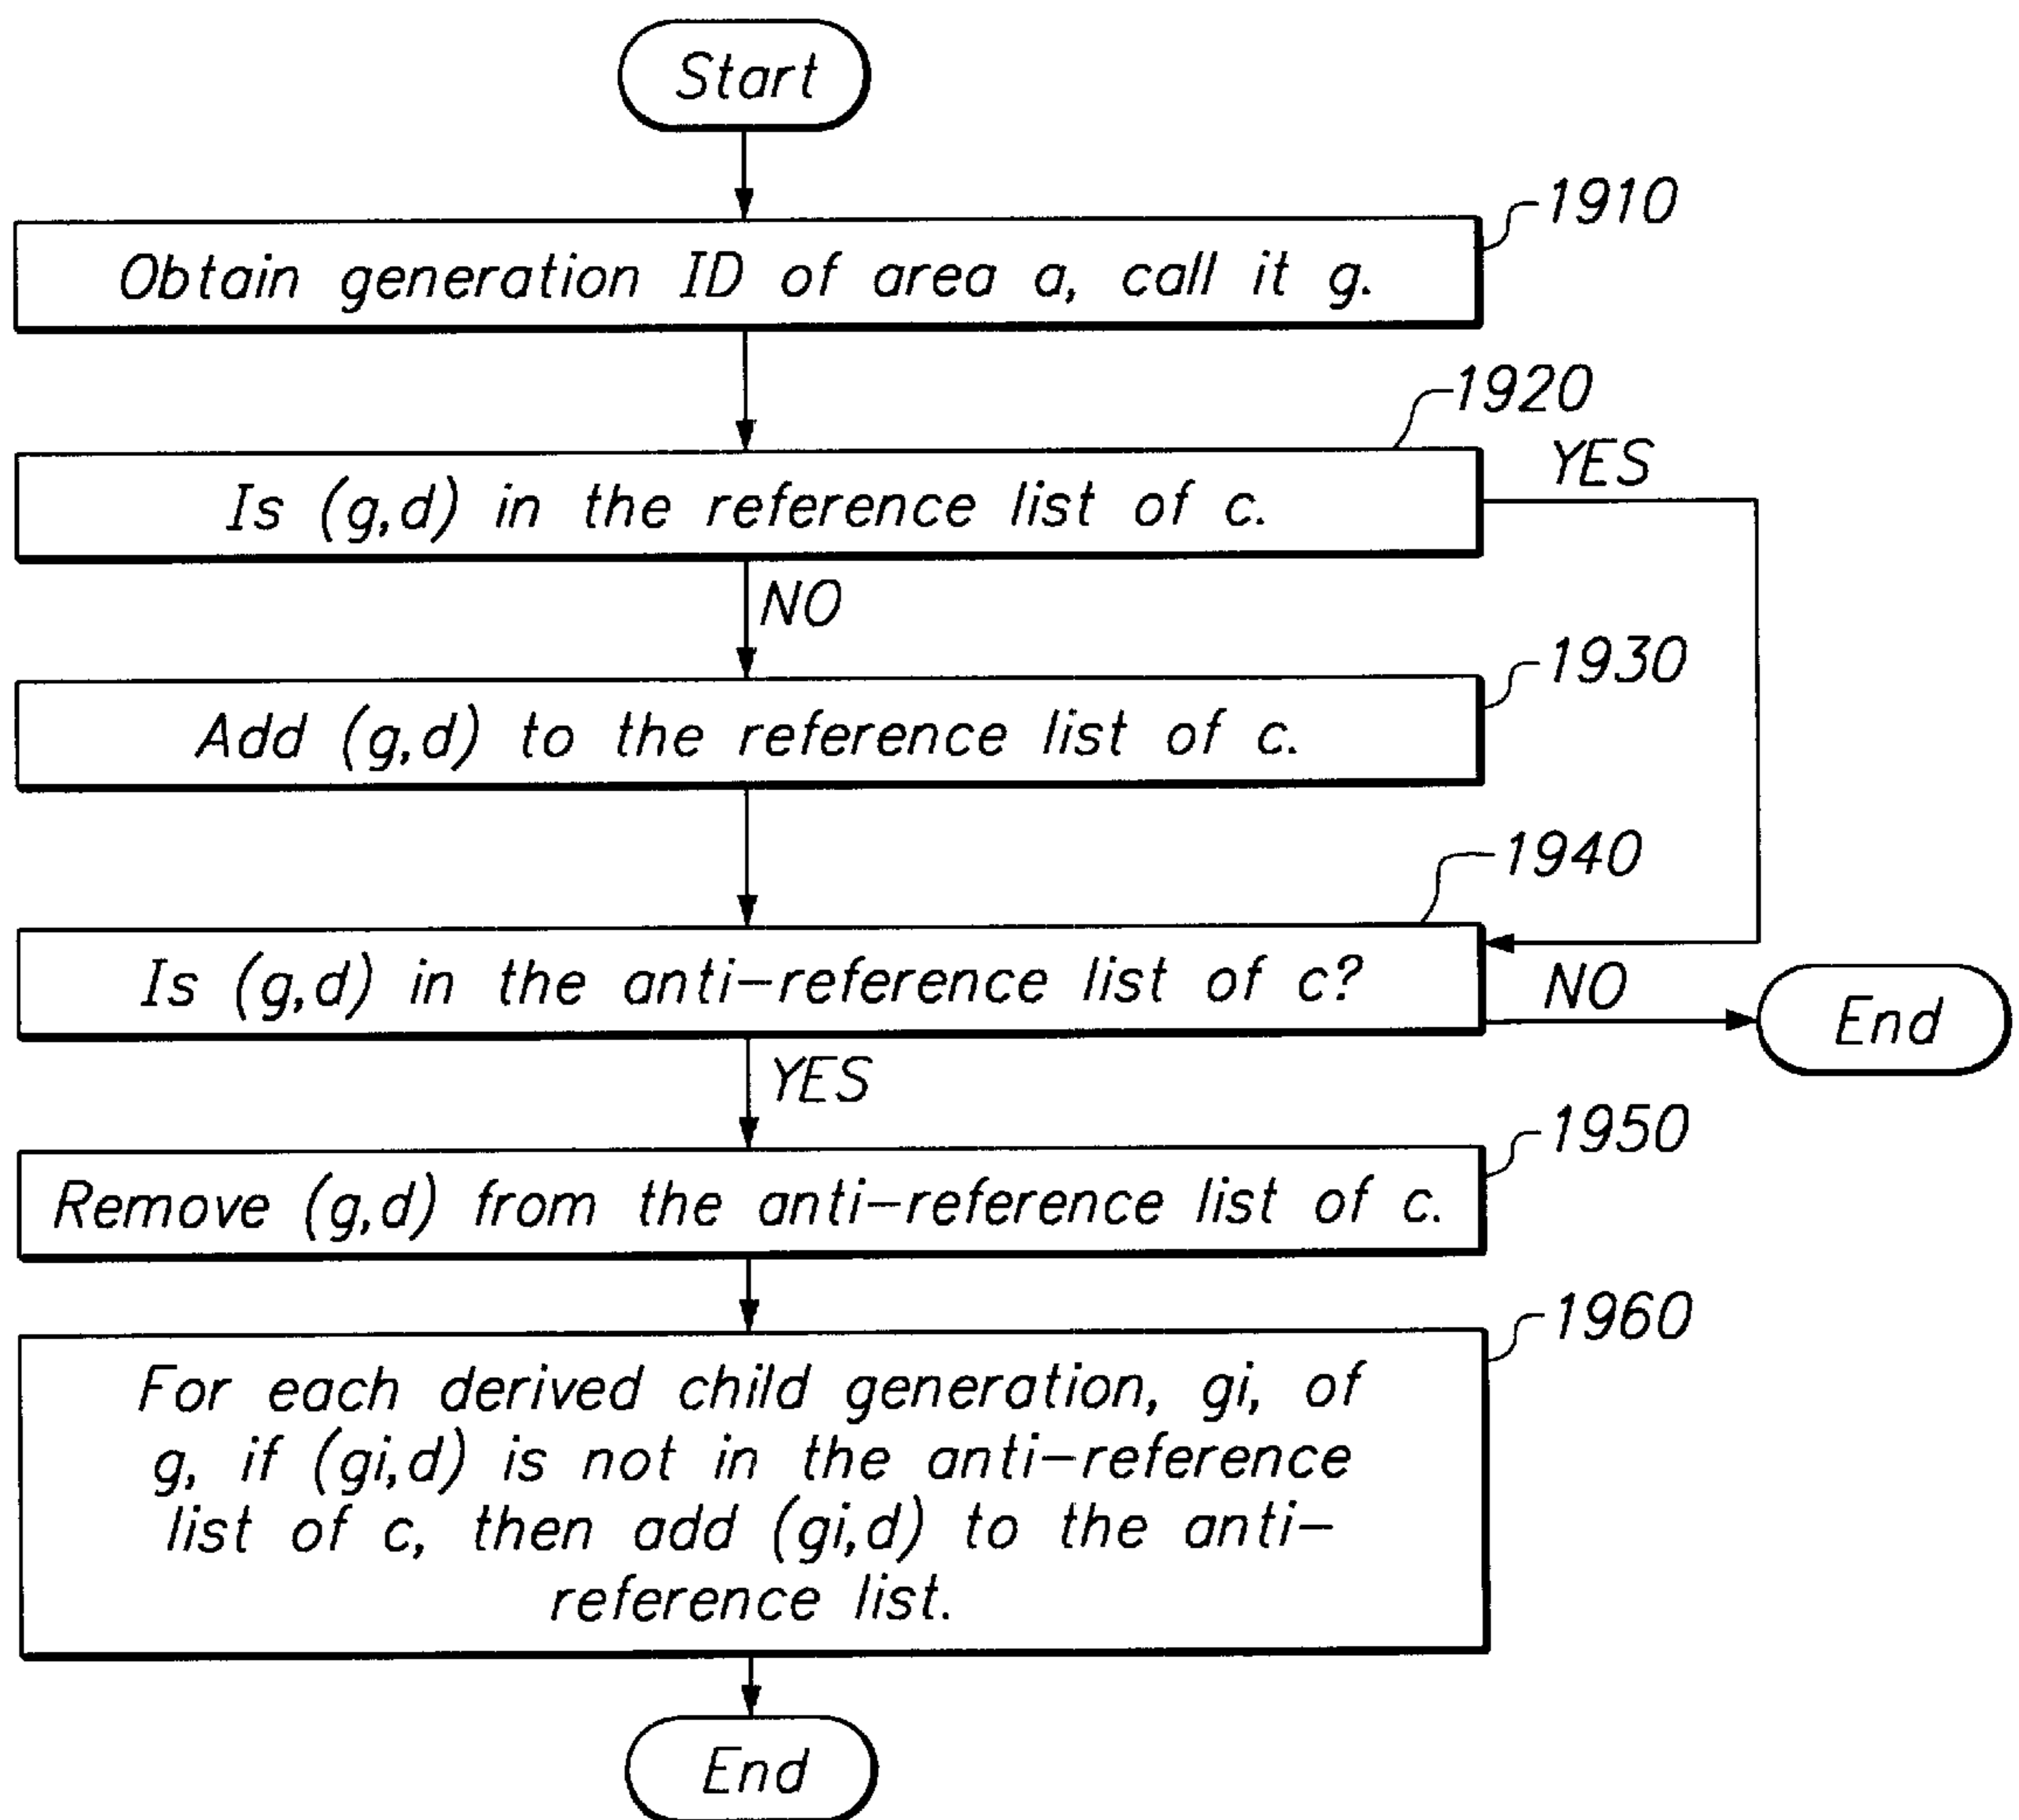 Start
1910
Obtain generation ID of area a, call it g.
1920
YES
Is (g,d) in the reference list of c.
NO
1930
Add (g,d) to the reference list of c.
1940
Is (g,d) in the anti-reference list of c?
NO
End
YES
1950
Remove (g,d) from the anti-reference list of c.
1960
For each derived child generation, gi, of
g, if (gi,d) is not in the anti-reference
list of c, then add (gi,d) to the anti-
reference list.
End